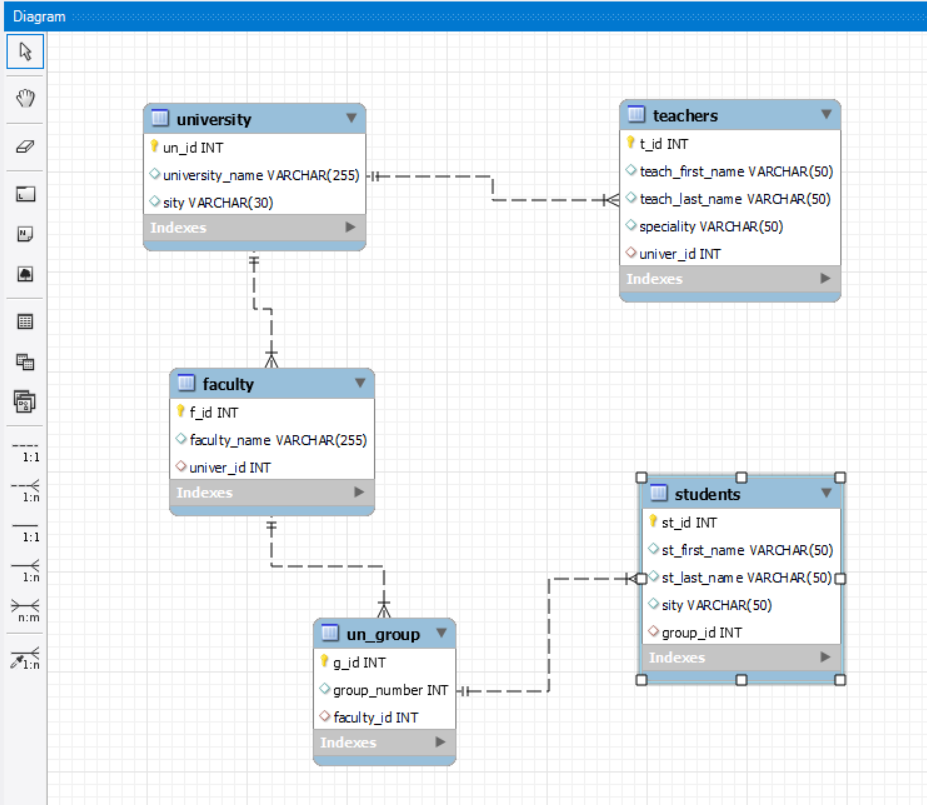 Diagram
university
un_id INT
university_name VARCHAR(255)
sity VARCHAR(30)
Indexes
teachers
t_id INT
teach_first_name VARCHAR(50)
teach_last_name VARCHAR(50)
speciality VARCHAR(50)
univer_id INT
Indexes
faculty
f_id INT
faculty_name VARCHAR(255)
univer_id INT
Indexes
students
st_id INT
st_first_name VARCHAR(50)
st_last_name VARCHAR(50)
sity VARCHAR(50)
group_id INT
Indexes
un_group
g_id INT
group_number INT
faculty_id INT
Indexes
N
1:1
1:n
1:1
1:n
n:m
1:n